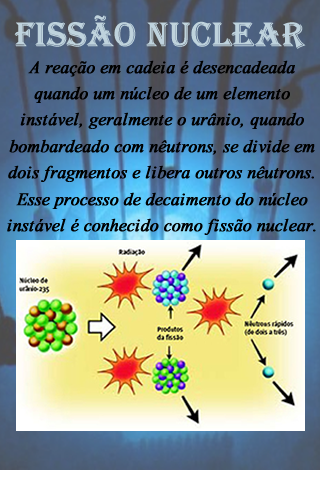 FISSÃO NUCLEAR
A reação em cadeia é desencadeada
quando um núcleo de um elemento
instável, geralmente o urânio, quando
bombardeado com nêutrons, se divide em
dois fragmentos e libera outros nêutrons.
Esse processo de decaimento do núcleo
instável é conhecido como fissão nuclear.
Radiação
Núcleo de
urânio-235
Produtos
da fissão
Nêutrons rápidos
(de dois a três)